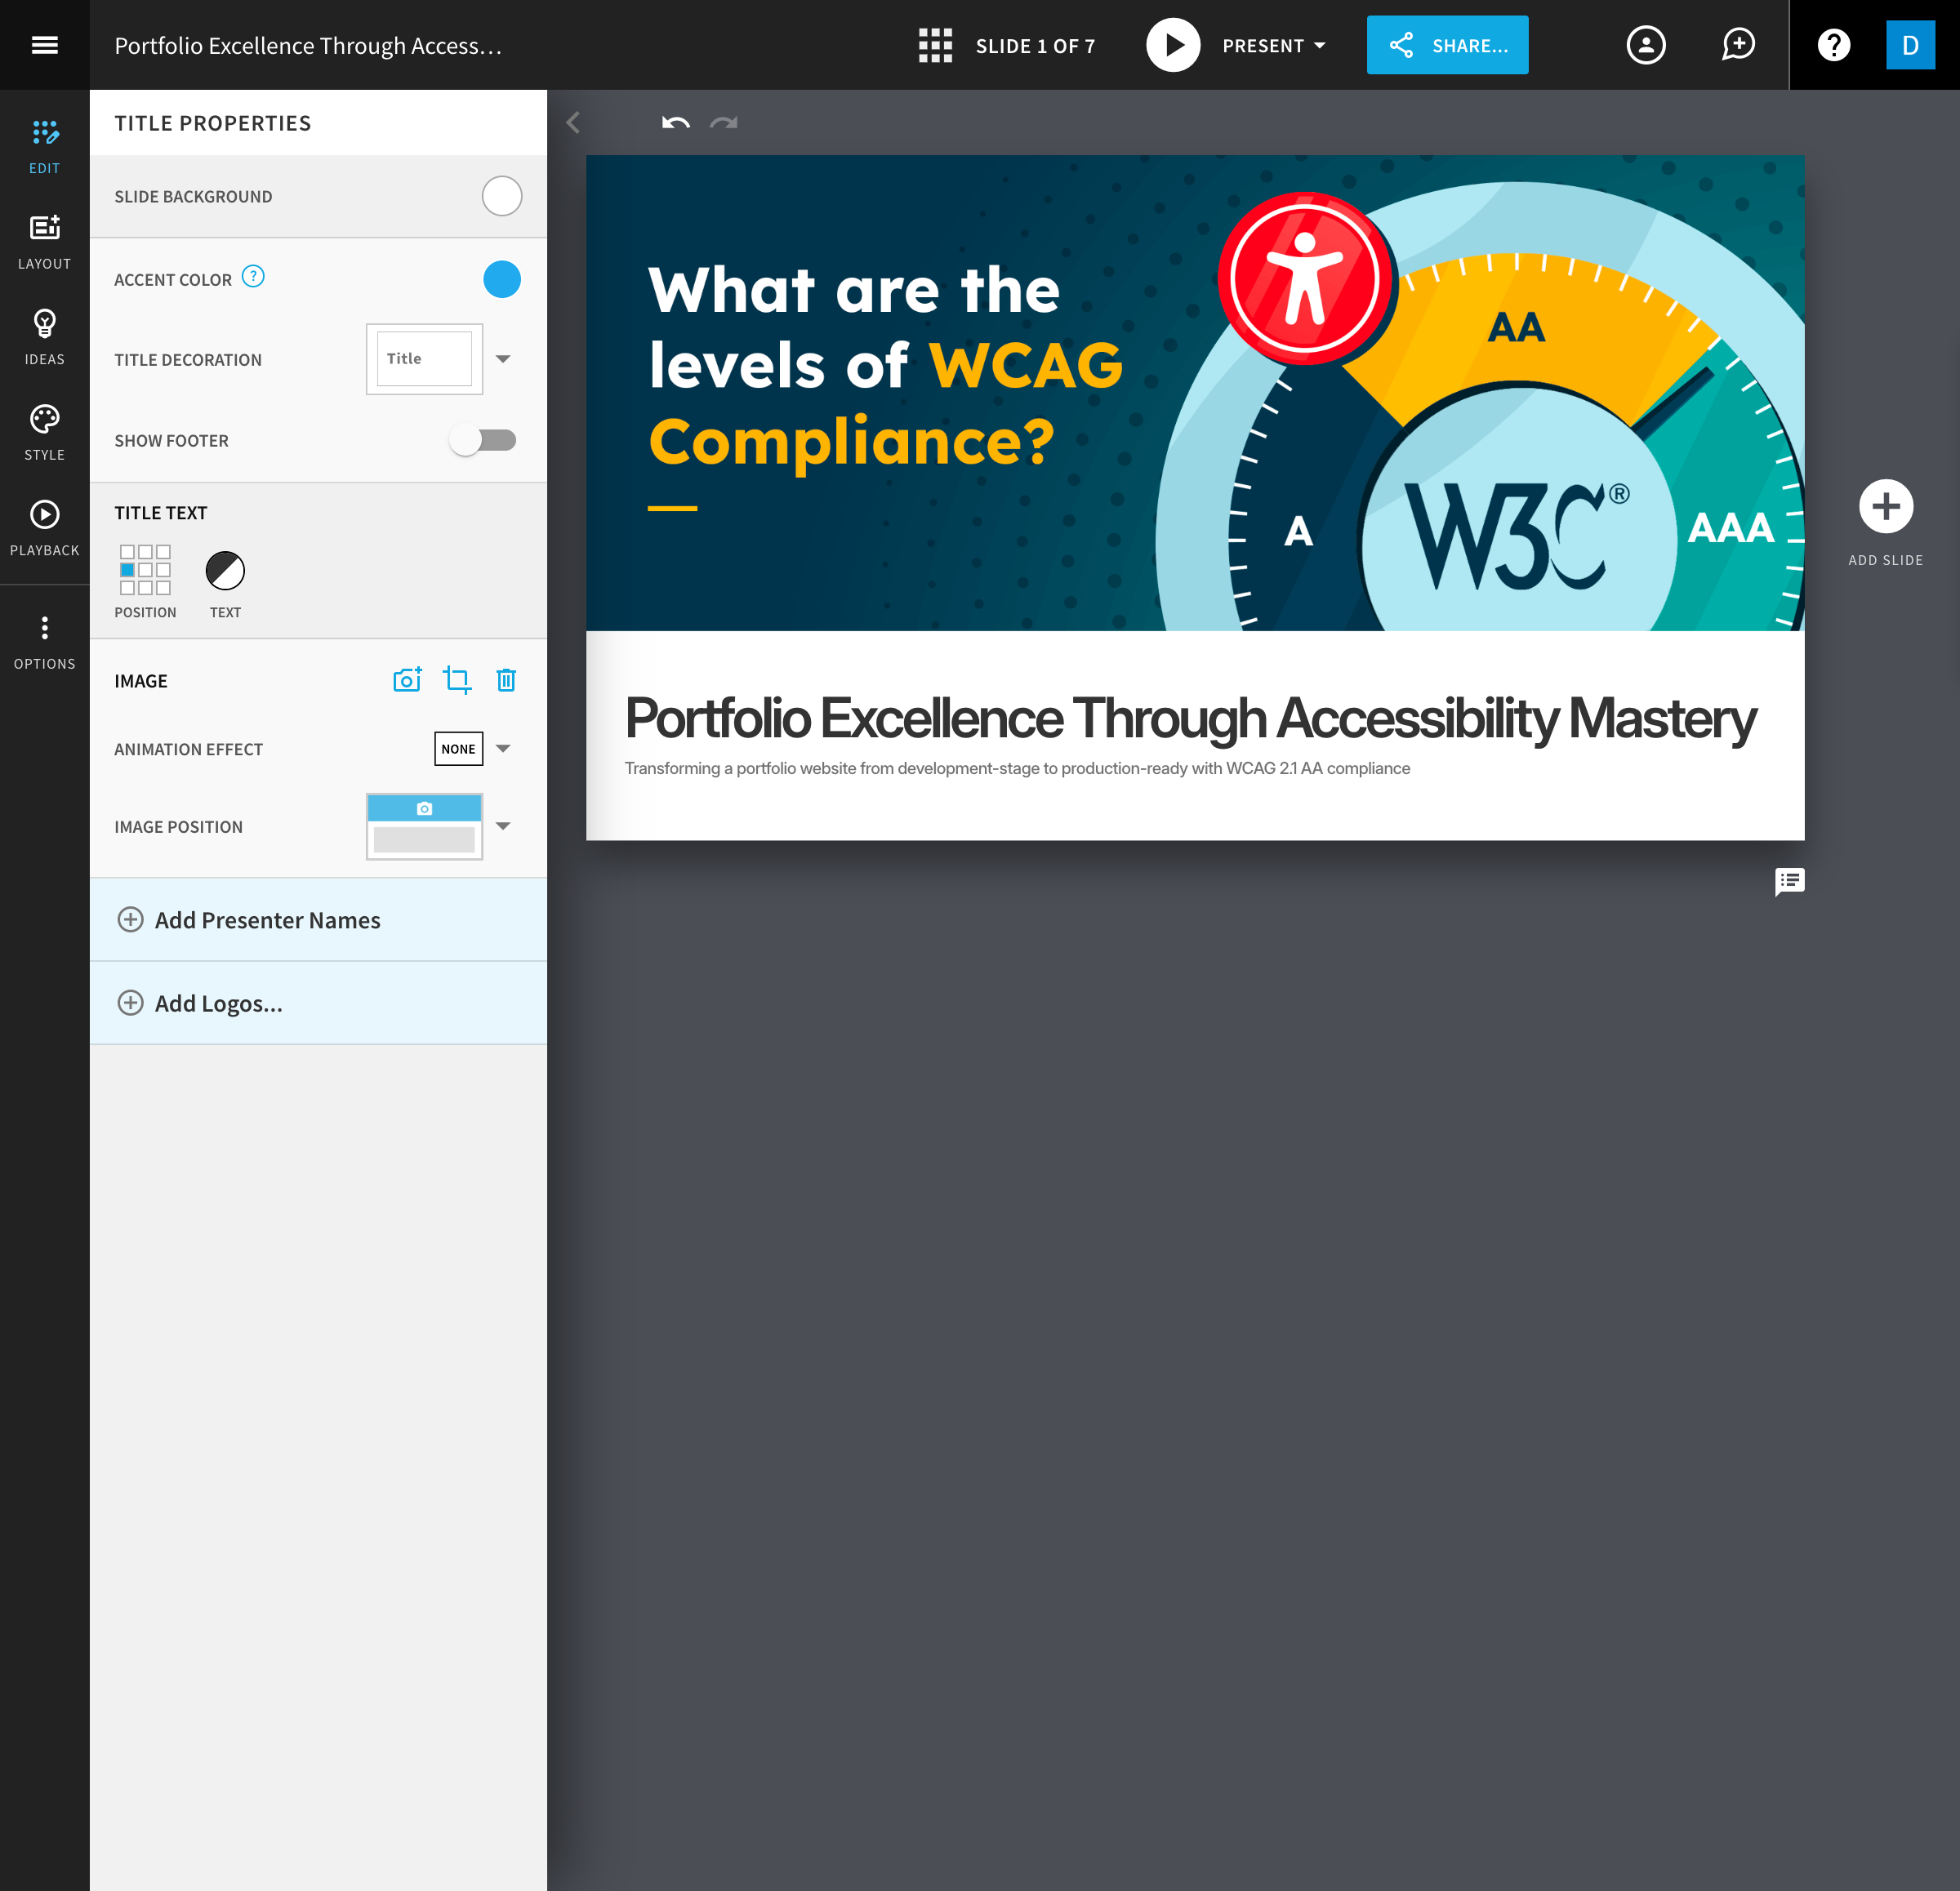 Portfolio Excellence Through Access...
SLIDE 1 OF 7
PRESENT
SHARE...
?
D
EDIT
LAYOUT
IDEAS
STYLE
PLAYBACK
OPTIONS
TITLE PROPERTIES
SLIDE BACKGROUND
ACCENT COLOR ?
TITLE DECORATION
Title
SHOW FOOTER
TITLE TEXT
POSITION
TEXT
IMAGE
ANIMATION EFFECT
NONE
IMAGE POSITION
Add Presenter Names
Add Logos...
What are the
levels of WCAG
Compliance?
A
AA
AAA
W3C®
Portfolio Excellence Through Accessibility Mastery
Transforming a portfolio website from development-stage to production-ready with WCAG 2.1 AA compliance
ADD SLIDE